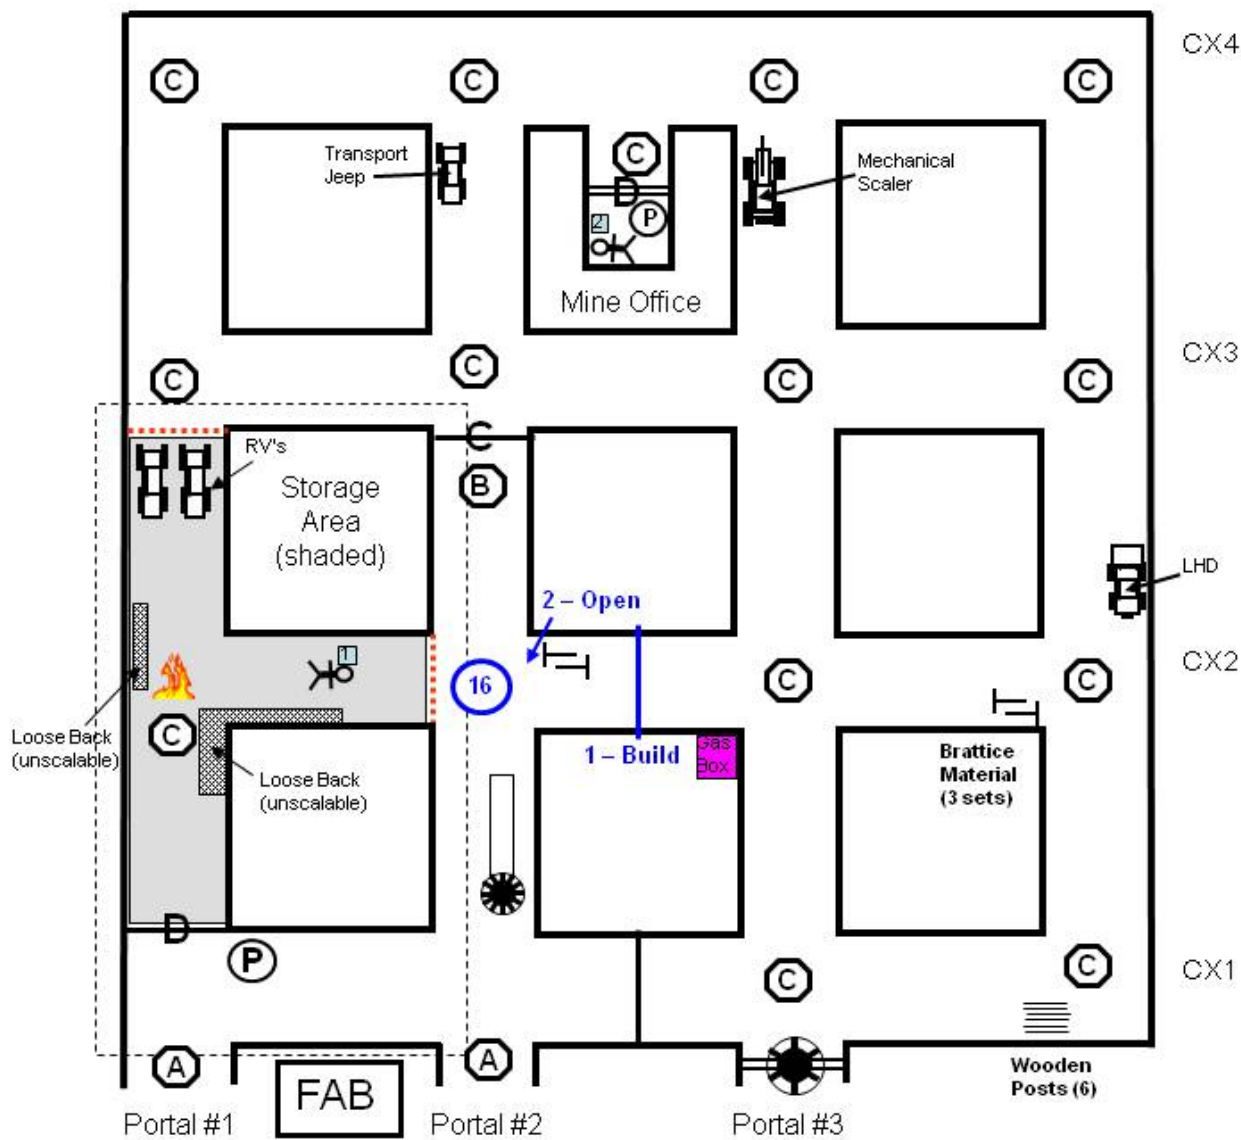 CX4
C
C
C
C
Transport
Jeep
C
D
2
P
Mechanical
Scaler
Mine Office
CX3
C
C
C
C
RV's
C
B
Storage
Area
(shaded)
LHD
2 – Open
1
16
C
C
CX2
Loose Back
(unscalable)
C
Loose Back
(unscalable)
1 – Build
Gas
Box
Brattice
Material
(3 sets)
D
P
C
C
CX1
A
A
FAB
Wooden
Posts (6)
Portal #1
Portal #2
Portal #3